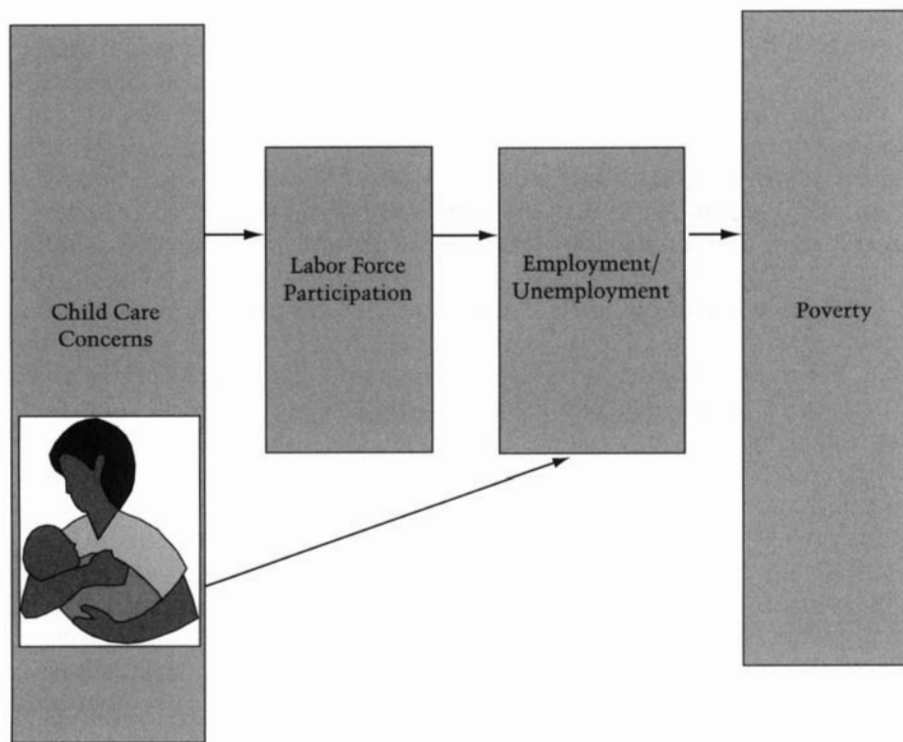 Child Care
Concerns
Labor Force
Participation
Employment/
Unemployment
Poverty